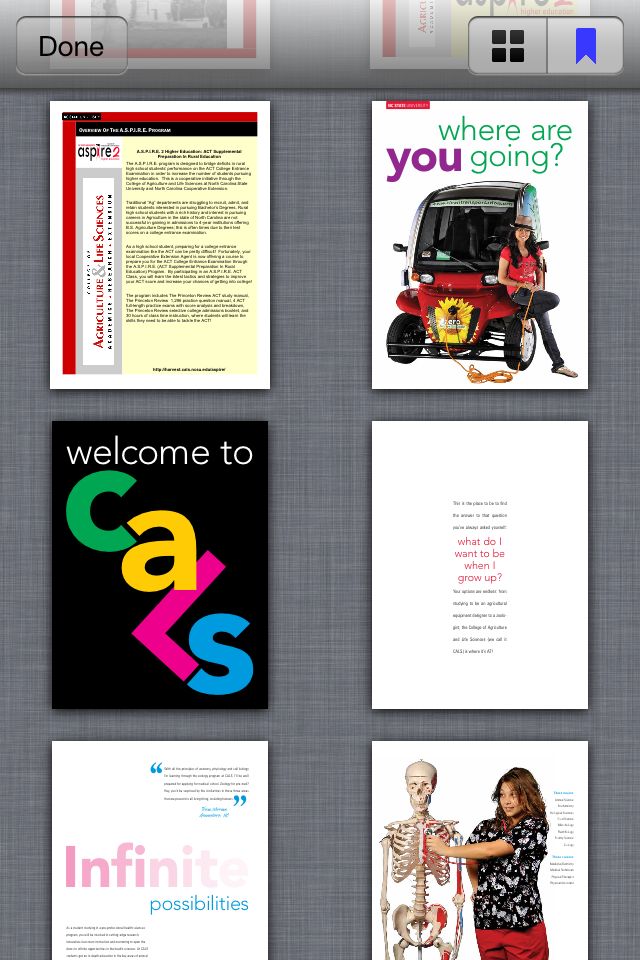 aspire
higher education
Done
NC STATE UNIVERSITY
OVERVIEW OF THE A.S.P.I.R.E. PROGRAM
aspire2
COLLEGE OF
AGRICULTURE & LIFE SCIENCES
ACADEMICS • RESEARCH • EXTENSION
A.S.P.I.R.E. 2 Higher Education: ACT Supplemental
Preparation in Rural Education
The A.S.P.I.R.E. program is designed to bridge deficits in rural
high school students' performance on the ACT College Entrance
Examination in order to increase the number of students pursuing
higher education. This is a cooperative initiative through the
College of Agriculture and Life Sciences at North Carolina State
University and North Carolina Cooperative Extension.
Traditional "Ag" departments are struggling to recruit, admit, and
retain students interested in pursuing Bachelor's Degrees. Rural
high school students with a rich history and interest in pursuing
careers in Agriculture in the state of North Carolina are not
successful in gaining in admissions to 4-year institutions offering
B.S. Agriculture Degrees, this is often times due to their test
scores on a college entrance examination.
As a high school student, preparing for a college entrance
examination like the ACT can be pretty difficult! Fortunately, your
local Cooperative Extension Agent is now offering a course to
prepare you for the ACT College Entrance Examination through
the A.S.P.I.R.E. (ACT Supplemental Preparation In Rural
Education) Program. By participating in an A.S.P.I.R.E. ACT
Class, you will learn the latest tactics and strategies to improve
your ACT score and increase your chances of getting into college!
The program includes The Princeton Review ACT study manual,
The Princeton Review 1,296 practice question manual, 4 ACT
full-length practice exams with score analysis and breakdown,
The Princeton Review selective college admissions booklet, and
30 hours of class time instruction, where students will learn the
skills they need to be able to tackle the ACT!
http://harvest.cals.ncsu.edu/aspire/
NC STATE UNIVERSITY
where are
you going?
welcome to
cals
This is the place to be to find
the answer to that question
you've always asked yourself:
what do I
want to be
when I
grow up?
Your options are endless: from
studying to be an agricultural
equipment designer to a zoolo-
gist, the College of Agriculture
and Life Sciences (we call it
CALS) is where it's AT!
“
”
Infinite
possibilities